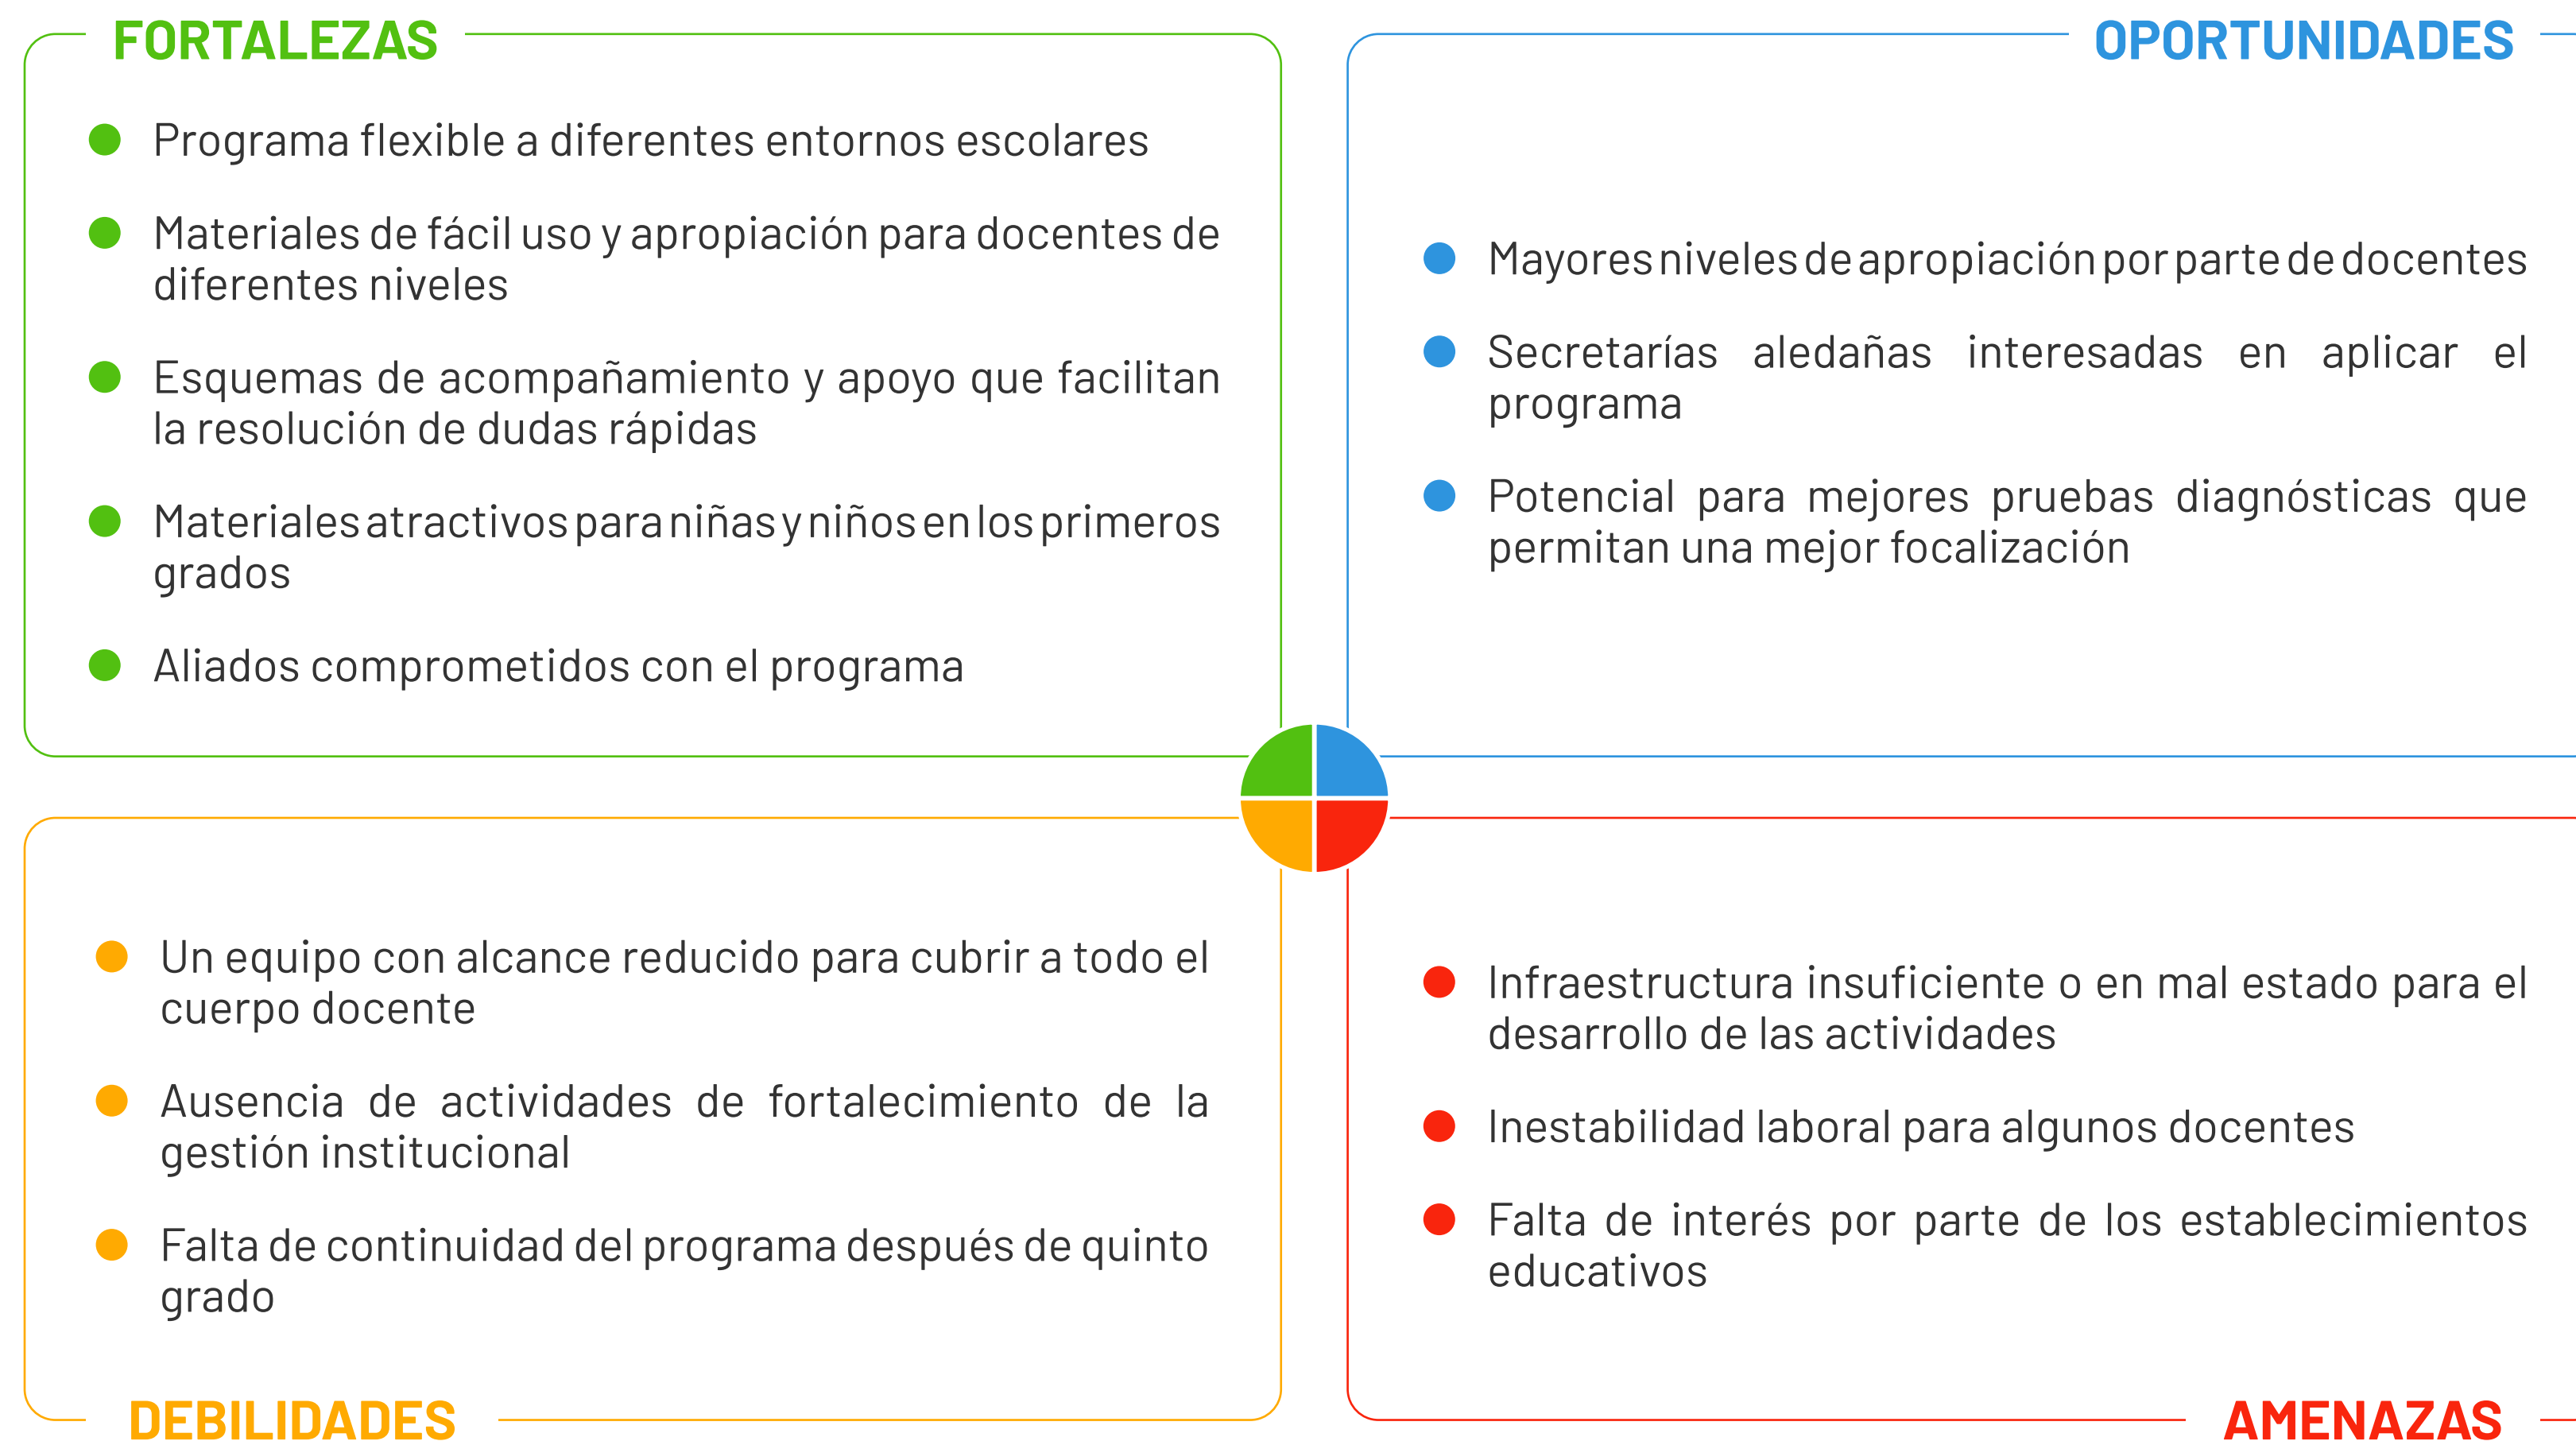 FORTALEZAS
Programa flexible a diferentes entornos escolares
Materiales de fácil uso y apropiación para docentes de
diferentes niveles
Esquemas de acompañamiento y apoyo que facilitan
la resolución de dudas rápidas
Materiales atractivos para niñas y niños en los primeros
grados
Aliados comprometidos con el programa
OPORTUNIDADES
Mayores niveles de apropiación por parte de docentes
Secretarías aledañas interesadas en aplicar el
programa
Potencial para mejores pruebas diagnósticas que
permitan una mejor focalización
Un equipo con alcance reducido para cubrir a todo el
cuerpo docente
Ausencia de actividades de fortalecimiento de la
gestión institucional
Falta de continuidad del programa después de quinto
grado
DEBILIDADES
Infraestructura insuficiente o en mal estado para el
desarrollo de las actividades
Inestabilidad laboral para algunos docentes
Falta de interés por parte de los establecimientos
educativos
AMENAZAS